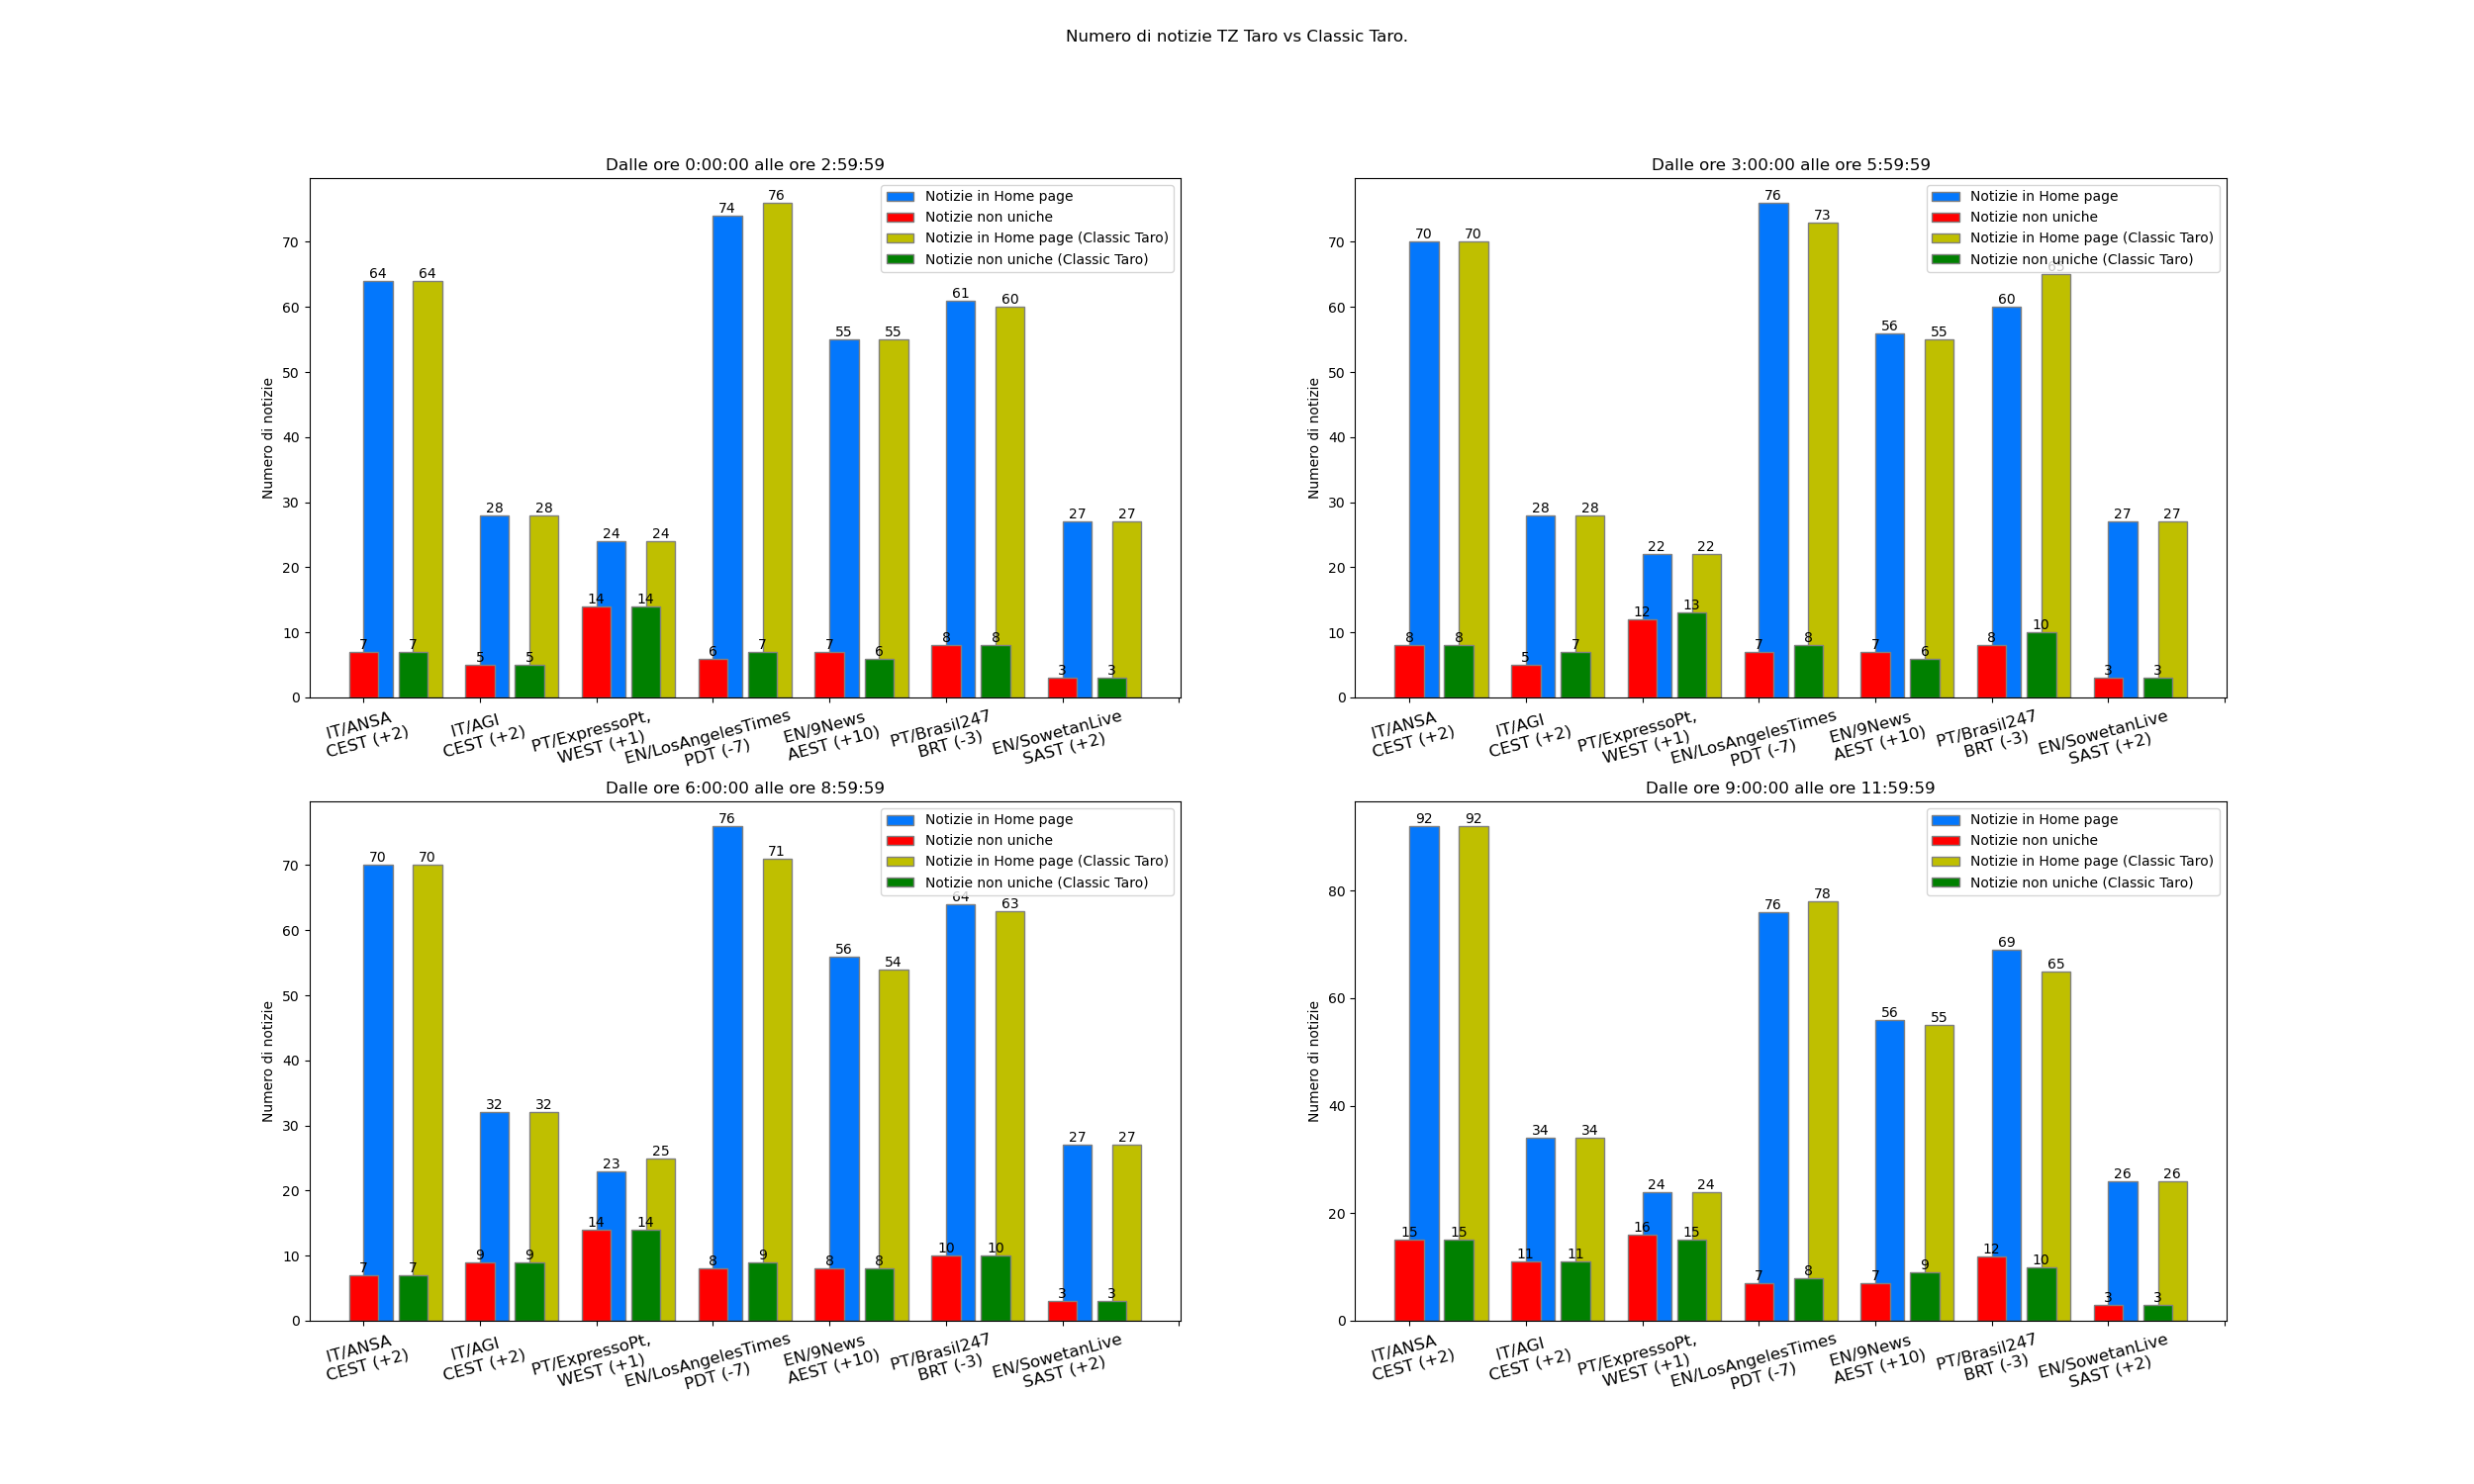 Numero di notizie TZ Taro vs Classic Taro.
Dalle ore 0:00:00 alle ore 2:59:59
Notizie in Home page
Notizie non uniche
Notizie in Home page (Classic Taro)
Notizie non uniche (Classic Taro)
Numero di notizie
70
60
50
40
30
20
10
0
64 64 28 28 24 24 74 76 55 55 61 60 27 27
7 7 5 5 14 14 6 7 7 6 8 8 3 3
IT/ANSA
CEST (+2)
IT/AGI
CEST (+2)
PT/ExpressoPt,
WEST (+1)
EN/LosAngelesTimes
PDT (-7)
EN/9News
AEST (+10)
PT/Brasil247
BRT (-3)
EN/SowetanLive
SAST (+2)
Dalle ore 3:00:00 alle ore 5:59:59
Notizie in Home page
Notizie non uniche
Notizie in Home page (Classic Taro)
Notizie non uniche (Classic Taro)
Numero di notizie
70
60
50
40
30
20
10
0
70 70 28 28 22 22 76 73 56 55 60 65 27 27
8 8 5 7 12 13 7 8 7 6 8 10 3 3
IT/ANSA
CEST (+2)
IT/AGI
CEST (+2)
PT/ExpressoPt,
WEST (+1)
EN/LosAngelesTimes
PDT (-7)
EN/9News
AEST (+10)
PT/Brasil247
BRT (-3)
EN/SowetanLive
SAST (+2)
Dalle ore 6:00:00 alle ore 8:59:59
Notizie in Home page
Notizie non uniche
Notizie in Home page (Classic Taro)
Notizie non uniche (Classic Taro)
Numero di notizie
70
60
50
40
30
20
10
0
70 70 32 32 23 25 76 71 56 54 64 63 27 27
7 7 9 9 14 14 8 9 8 8 10 10 3 3
IT/ANSA
CEST (+2)
IT/AGI
CEST (+2)
PT/ExpressoPt,
WEST (+1)
EN/LosAngelesTimes
PDT (-7)
EN/9News
AEST (+10)
PT/Brasil247
BRT (-3)
EN/SowetanLive
SAST (+2)
Dalle ore 9:00:00 alle ore 11:59:59
Notizie in Home page
Notizie non uniche
Notizie in Home page (Classic Taro)
Notizie non uniche (Classic Taro)
Numero di notizie
80
60
40
20
0
92 92 34 34 24 24 76 78 56 55 69 65 26 26
15 15 11 11 16 15 7 8 7 9 12 10 3 3
IT/ANSA
CEST (+2)
IT/AGI
CEST (+2)
PT/ExpressoPt,
WEST (+1)
EN/LosAngelesTimes
PDT (-7)
EN/9News
AEST (+10)
PT/Brasil247
BRT (-3)
EN/SowetanLive
SAST (+2)